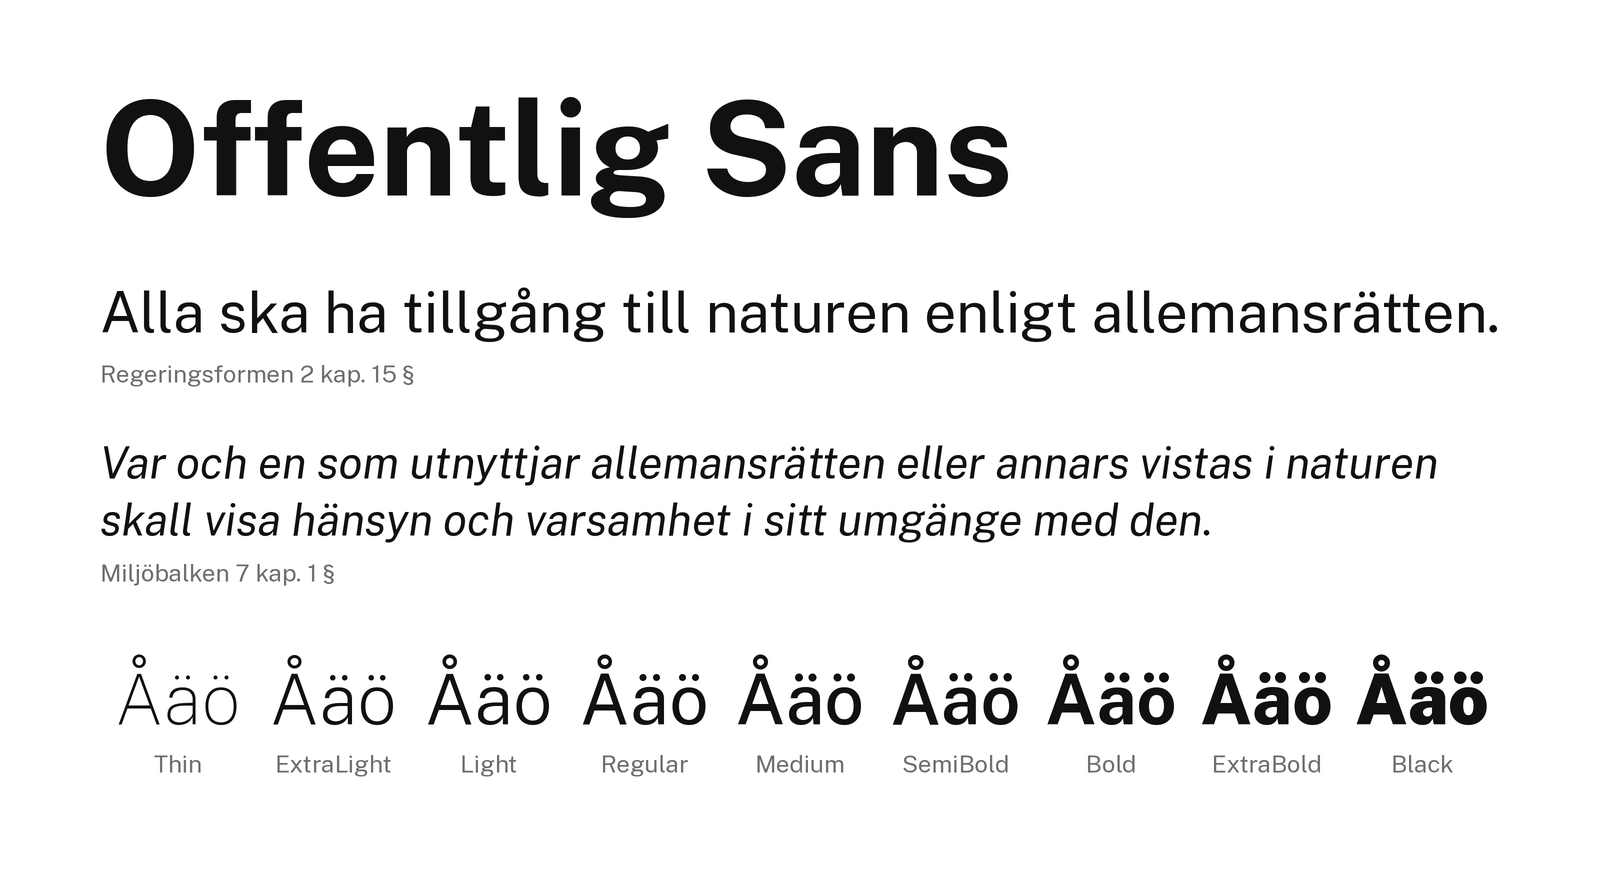 Offentlig Sans
Alla ska ha tillgång till naturen enligt allemansrätten.
Regeringsformen 2 kap. 15 §
Var och en som utnyttjar allemansrätten eller annars vistas i naturen
skall visa hänsyn och varsamhet i sitt umgänge med den.
Miljöbalken 7 kap. 1 §
Åäö Åäö Åäö Åäö Åäö Åäö Åäö Åäö Åäö
Thin ExtraLight Light Regular Medium SemiBold Bold ExtraBold Black